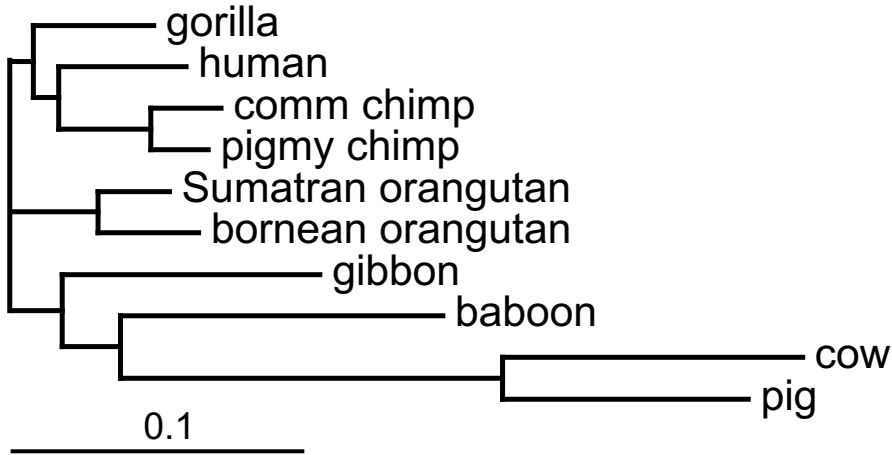 gorilla
human
comm chimp
pigmy chimp
Sumatran orangutan
bornean orangutan
gibbon
baboon
cow
pig
0.1